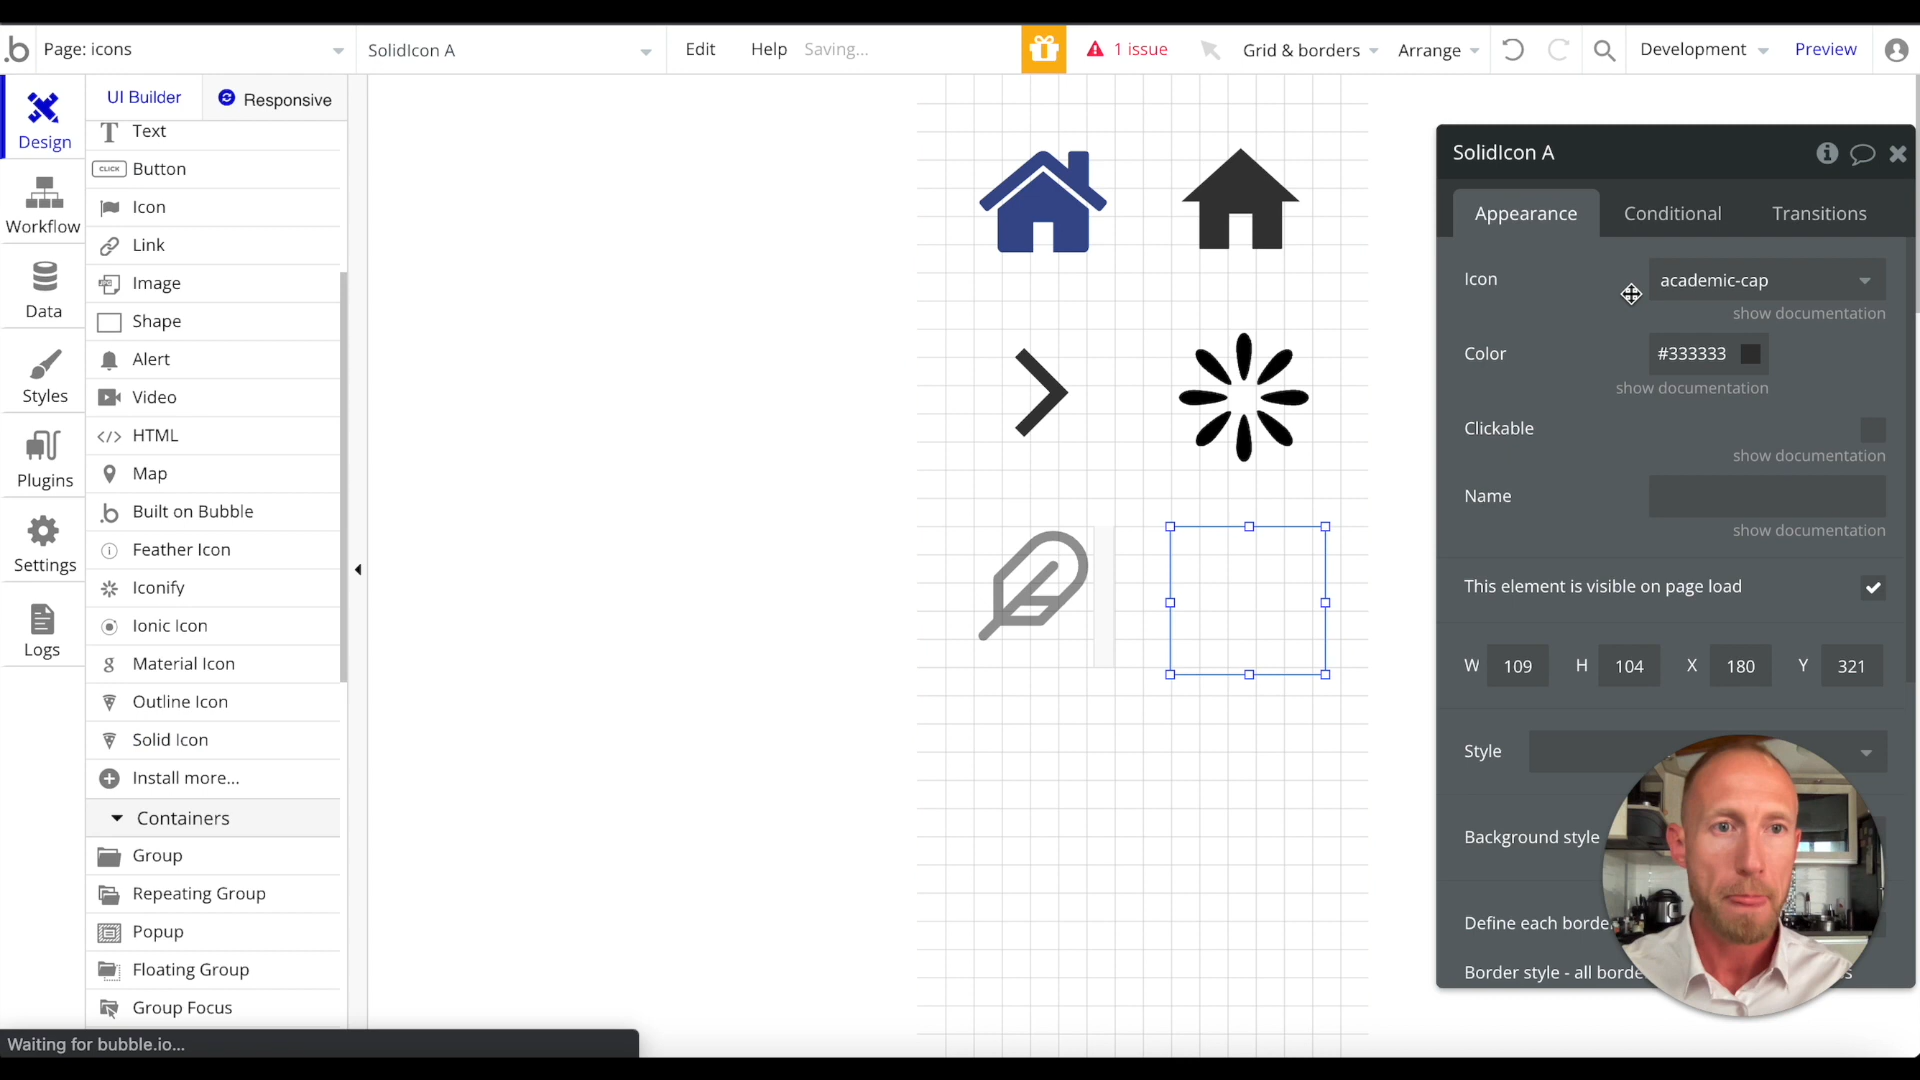 Page: icons
SolidIcon A
Edit
Help
Saving...
1 issue
Grid & borders
Arrange
Development
Preview
Design
Workflow
Data
Styles
Plugins
Settings
Logs
UI Builder
Responsive
Text
CLICK Button
Icon
Link
Image
Shape
Alert
Video
HTML
Map
Built on Bubble
Feather Icon
Iconify
Ionic Icon
Material Icon
Outline Icon
Solid Icon
Install more...
Containers
Group
Repeating Group
Popup
Floating Group
Group Focus
Waiting for bubble.io...
SolidIcon A
Appearance
Conditional
Transitions
Icon
academic-cap
show documentation
Color
#333333
show documentation
Clickable
show documentation
Name
show documentation
This element is visible on page load
W 109 H 104 X 180 Y 321
Style
Background style